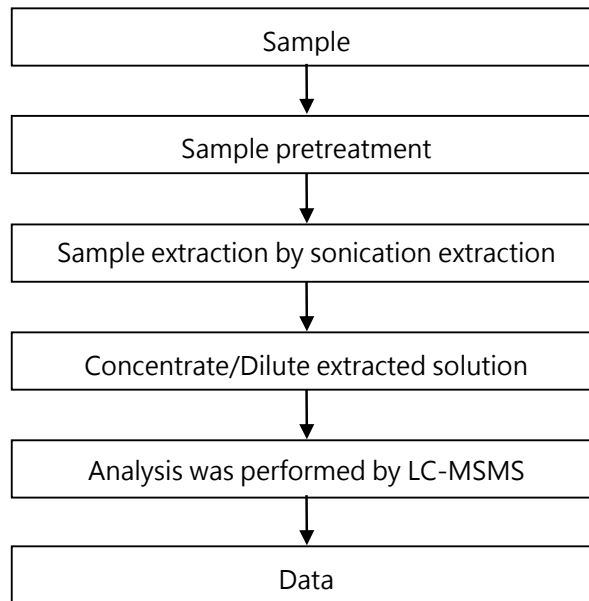 Sample
Sample pretreatment
Sample extraction by sonication extraction
Concentrate/Dilute extracted solution
Analysis was performed by LC-MSMS
Data